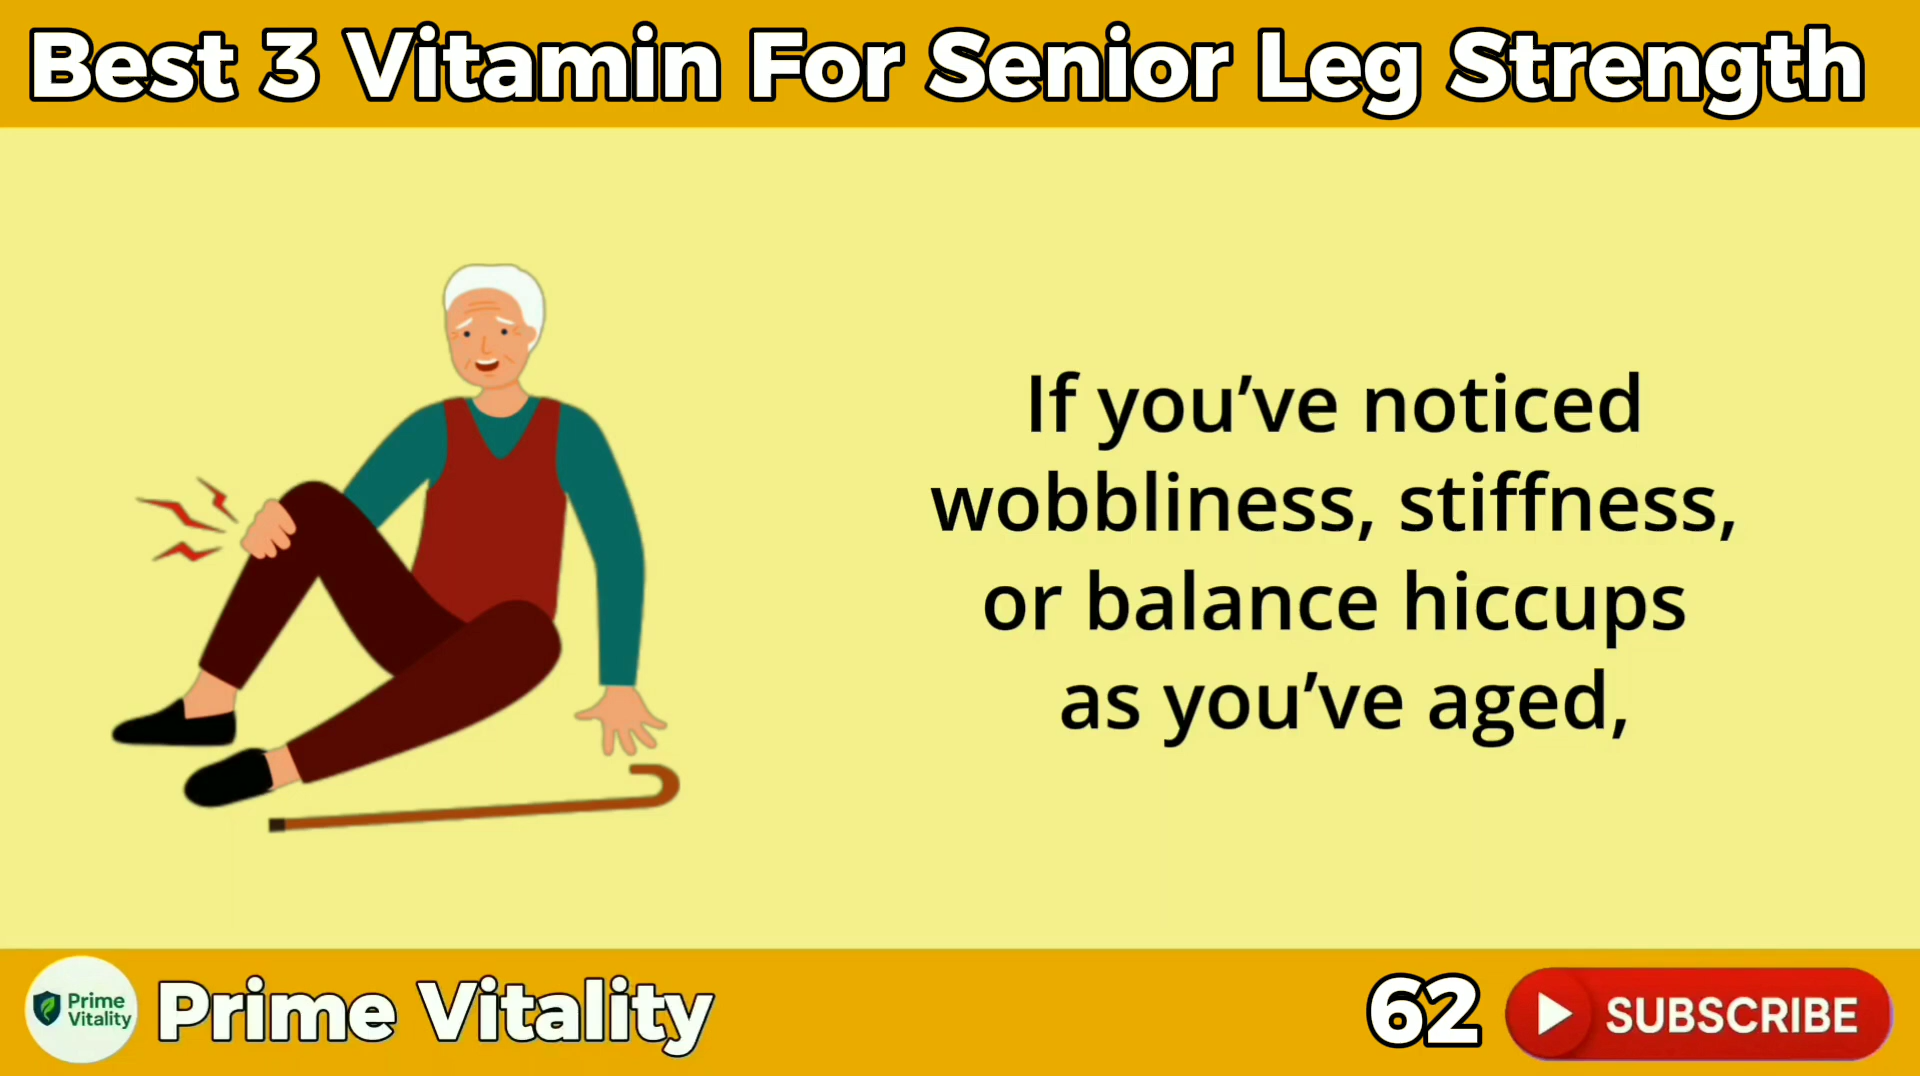 Best 3 Vitamin For Senior Leg Strength
If you’ve noticed
wobbliness, stiffness,
or balance hiccups
as you’ve aged,
Prime
Vitality
Prime Vitality
62
SUBSCRIBE